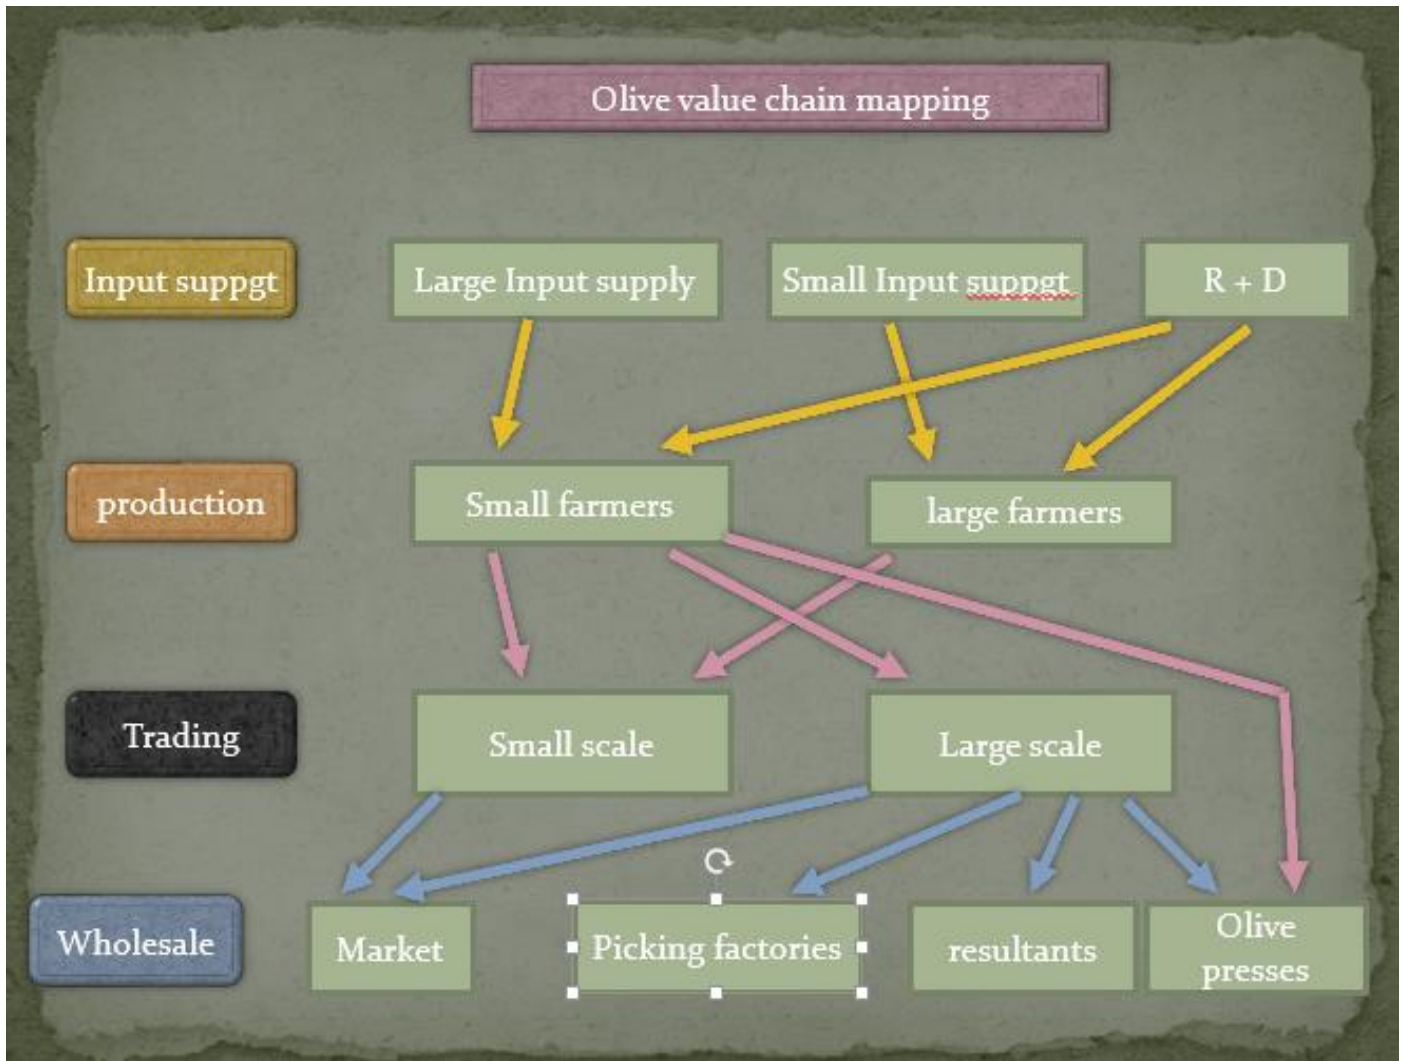 Olive value chain mapping
Input suppgt
Large Input supply
Small Input suppgt
R + D
production
Small farmers
large farmers
Trading
Small scale
Large scale
Wholesale
Market
Picking factories
resultants
Olive
presses